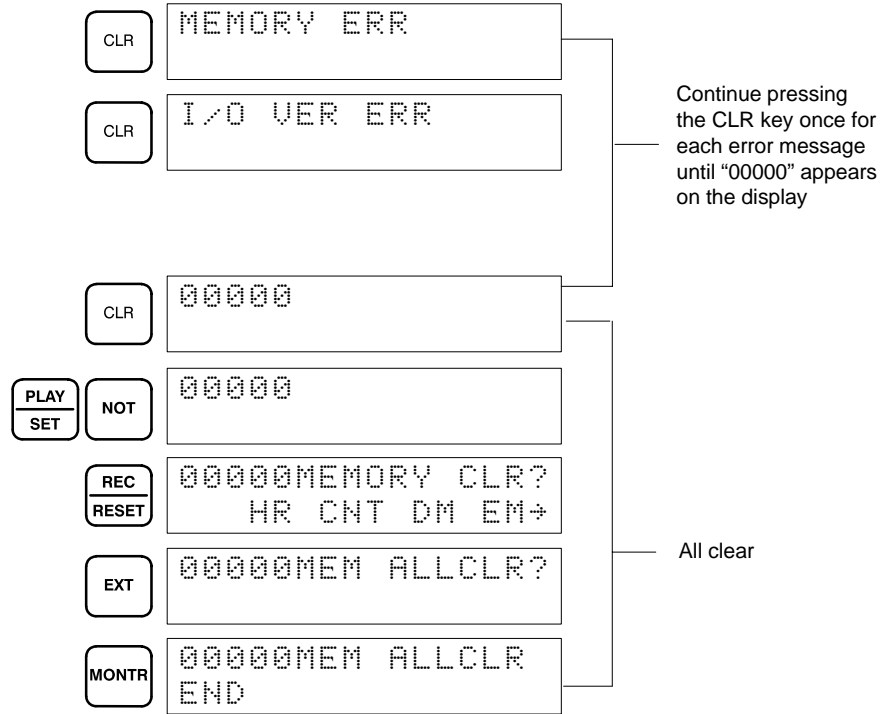 CLR
MEMORY ERR
CLR
I/O VER ERR
Continue pressing
the CLR key once for
each error message
until “00000” appears
on the display
CLR
00000
PLAY
SET
NOT
00000
REC
RESET
00000MEMORY CLR?
HR CNT DM EM→
EXT
00000MEM ALLCLR?
All clear
MONTR
00000MEM ALLCLR
END